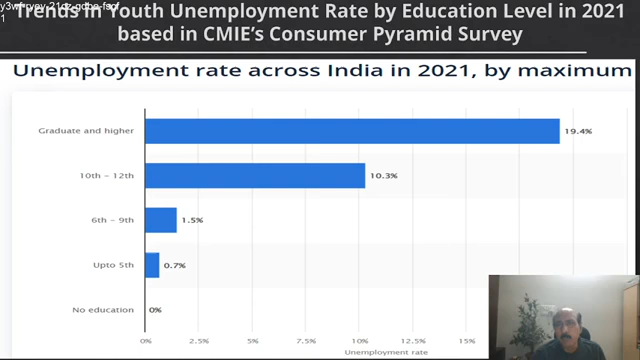 Trends in Youth Unemployment Rate by Education Level in 2021
based in CMIE's Consumer Pyramid Survey
Unemployment rate across India in 2021, by maximum
Graduate and higher
19.4%
10th – 12th
10.3%
6th – 9th
1.5%
Upto 5th
0.7%
No education
0%
0%
2.5%
5%
7.5%
10%
12.5%
15%
Unemployment rate